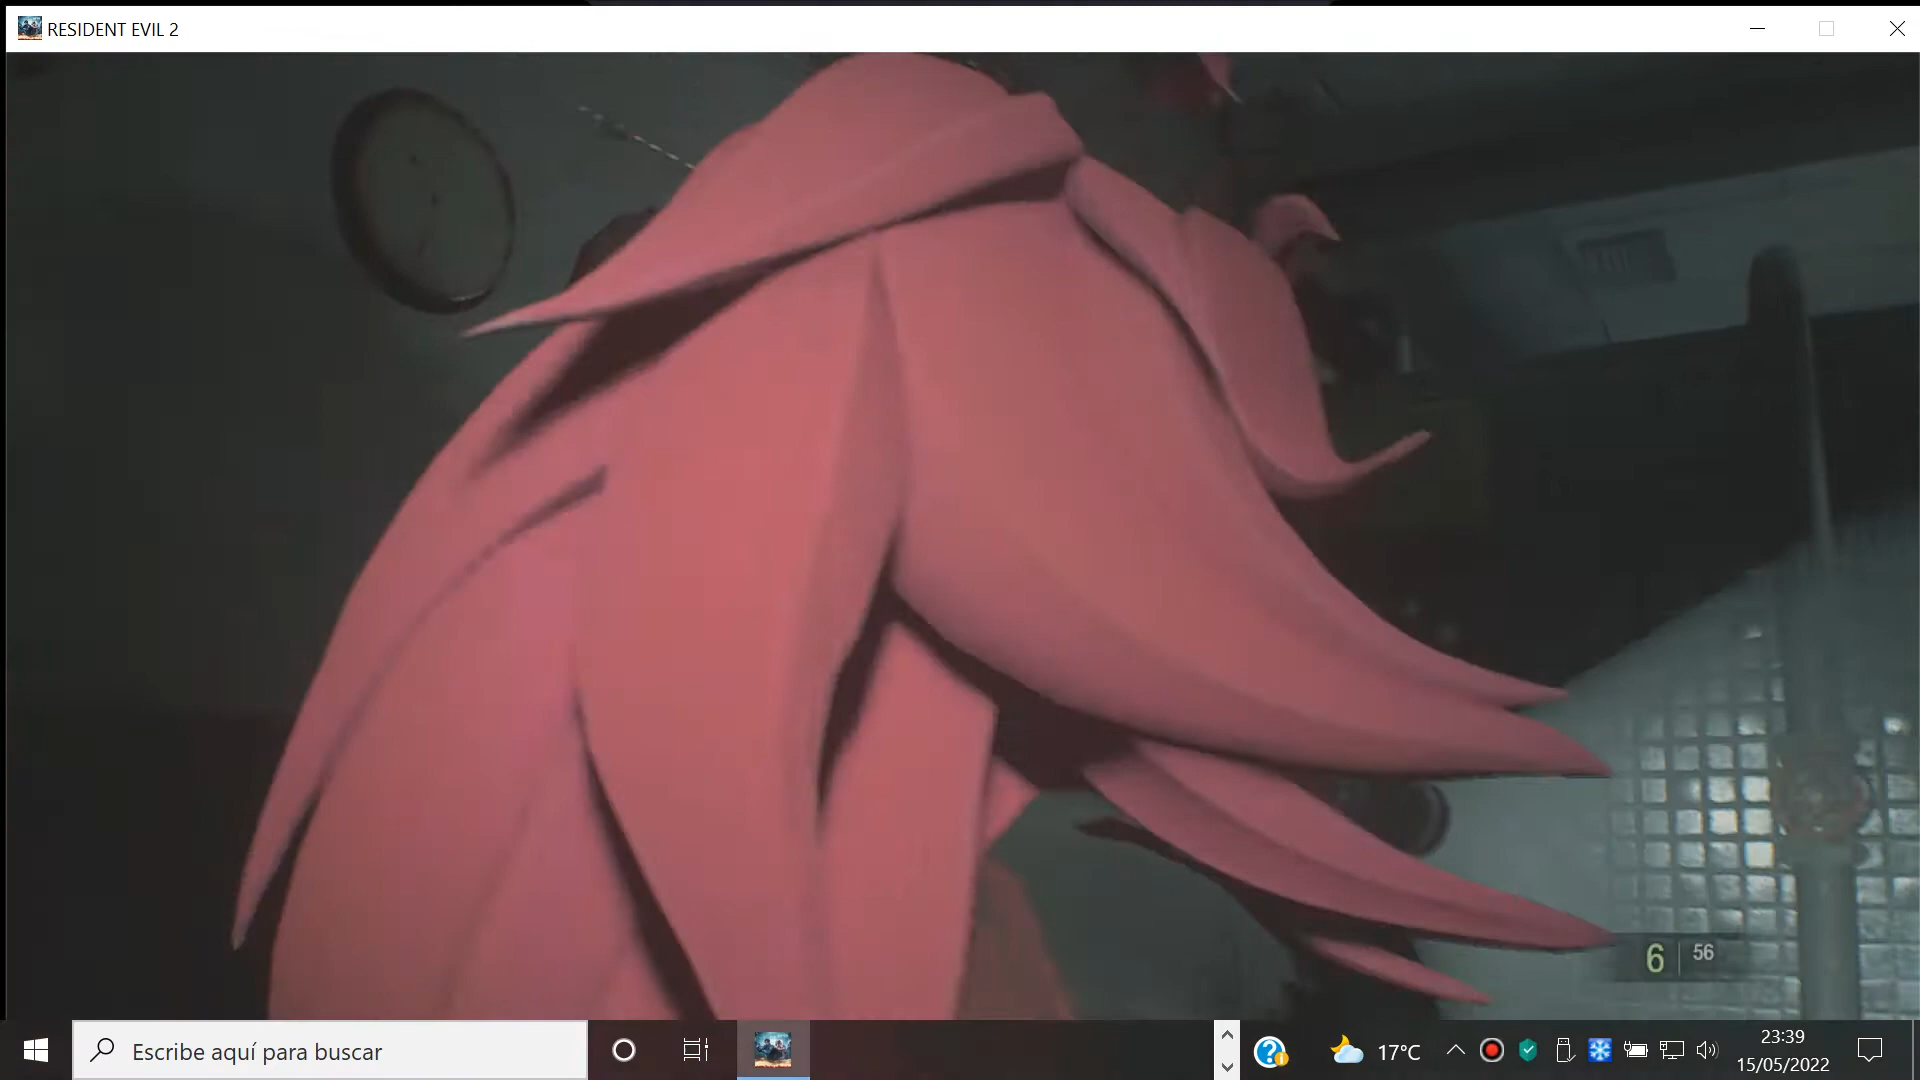 RESIDENT EVIL 2
6 56
Escribe aquí para buscar
17°C
23:39
15/05/2022